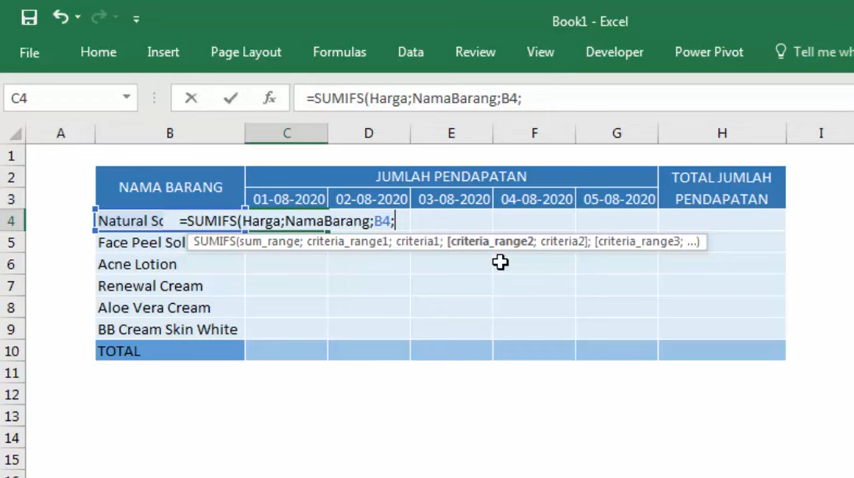 Book1 - Excel
File Home Insert Page Layout Formulas Data Review View Developer Power Pivot Tell me
C4 fx =SUMIFS(Harga;NamaBarang;B4;
A B C D E F G H I
1
2 NAMA BARANG JUMLAH PENDAPATAN TOTAL JUMLAH PENDAPATAN
3 01-08-2020 02-08-2020 03-08-2020 04-08-2020 05-08-2020
4 Natural =SUMIFS(Harga;NamaBarang;B4;
SUMIFS(sum_range; criteria_range1; criteria1; [criteria_range2; criteria2]; [criteria_range3; ...)
5 Face Peel Sol
6 Acne Lotion
7 Renewal Cream
8 Aloe Vera Cream
9 BB Cream Skin White
10 TOTAL
11
12
13
14
15